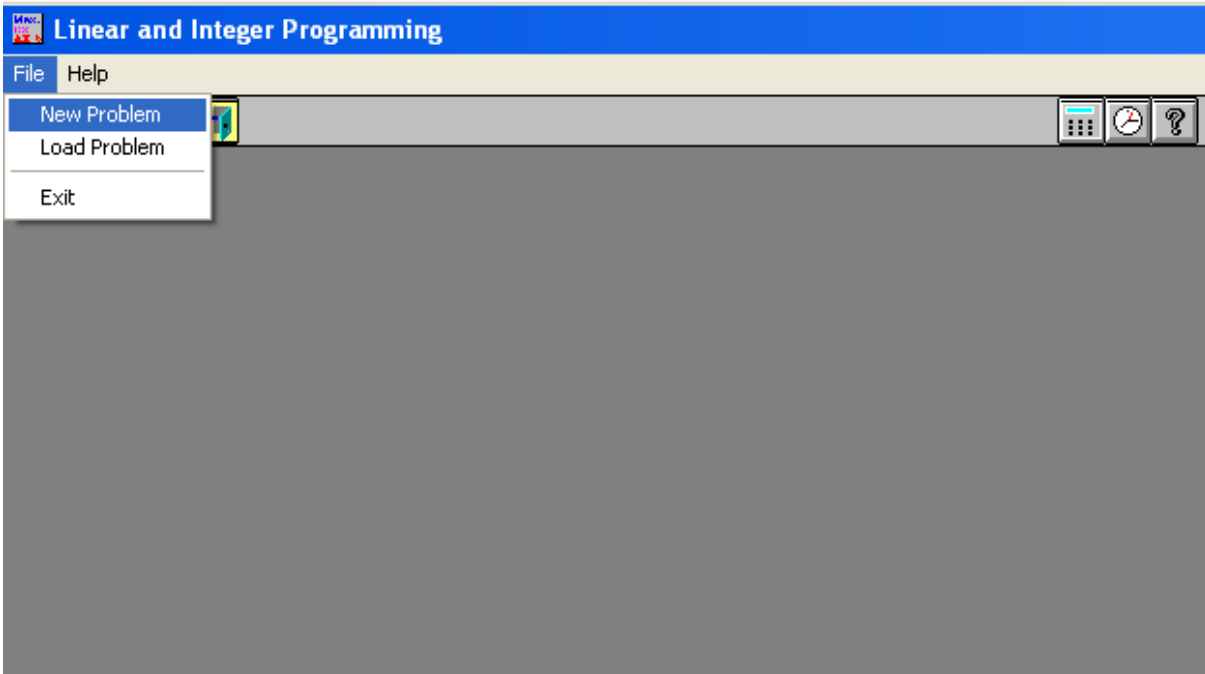 Linear and Integer Programming
File Help
New Problem
Load Problem
Exit